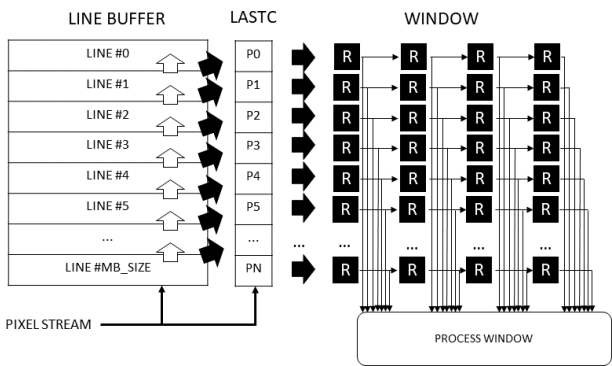 LINE BUFFER LASTC WINDOW
LINE #0 P0 R R R R
LINE #1 P1 R R R R
LINE #2 P2 R R R R
LINE #3 P3 R R R R
LINE #4 P4 R R R R
LINE #5 P5 R R R R
... ... ... ... ... ... ...
LINE #MB_SIZE PN R R R R
PIXEL STREAM
PROCESS WINDOW